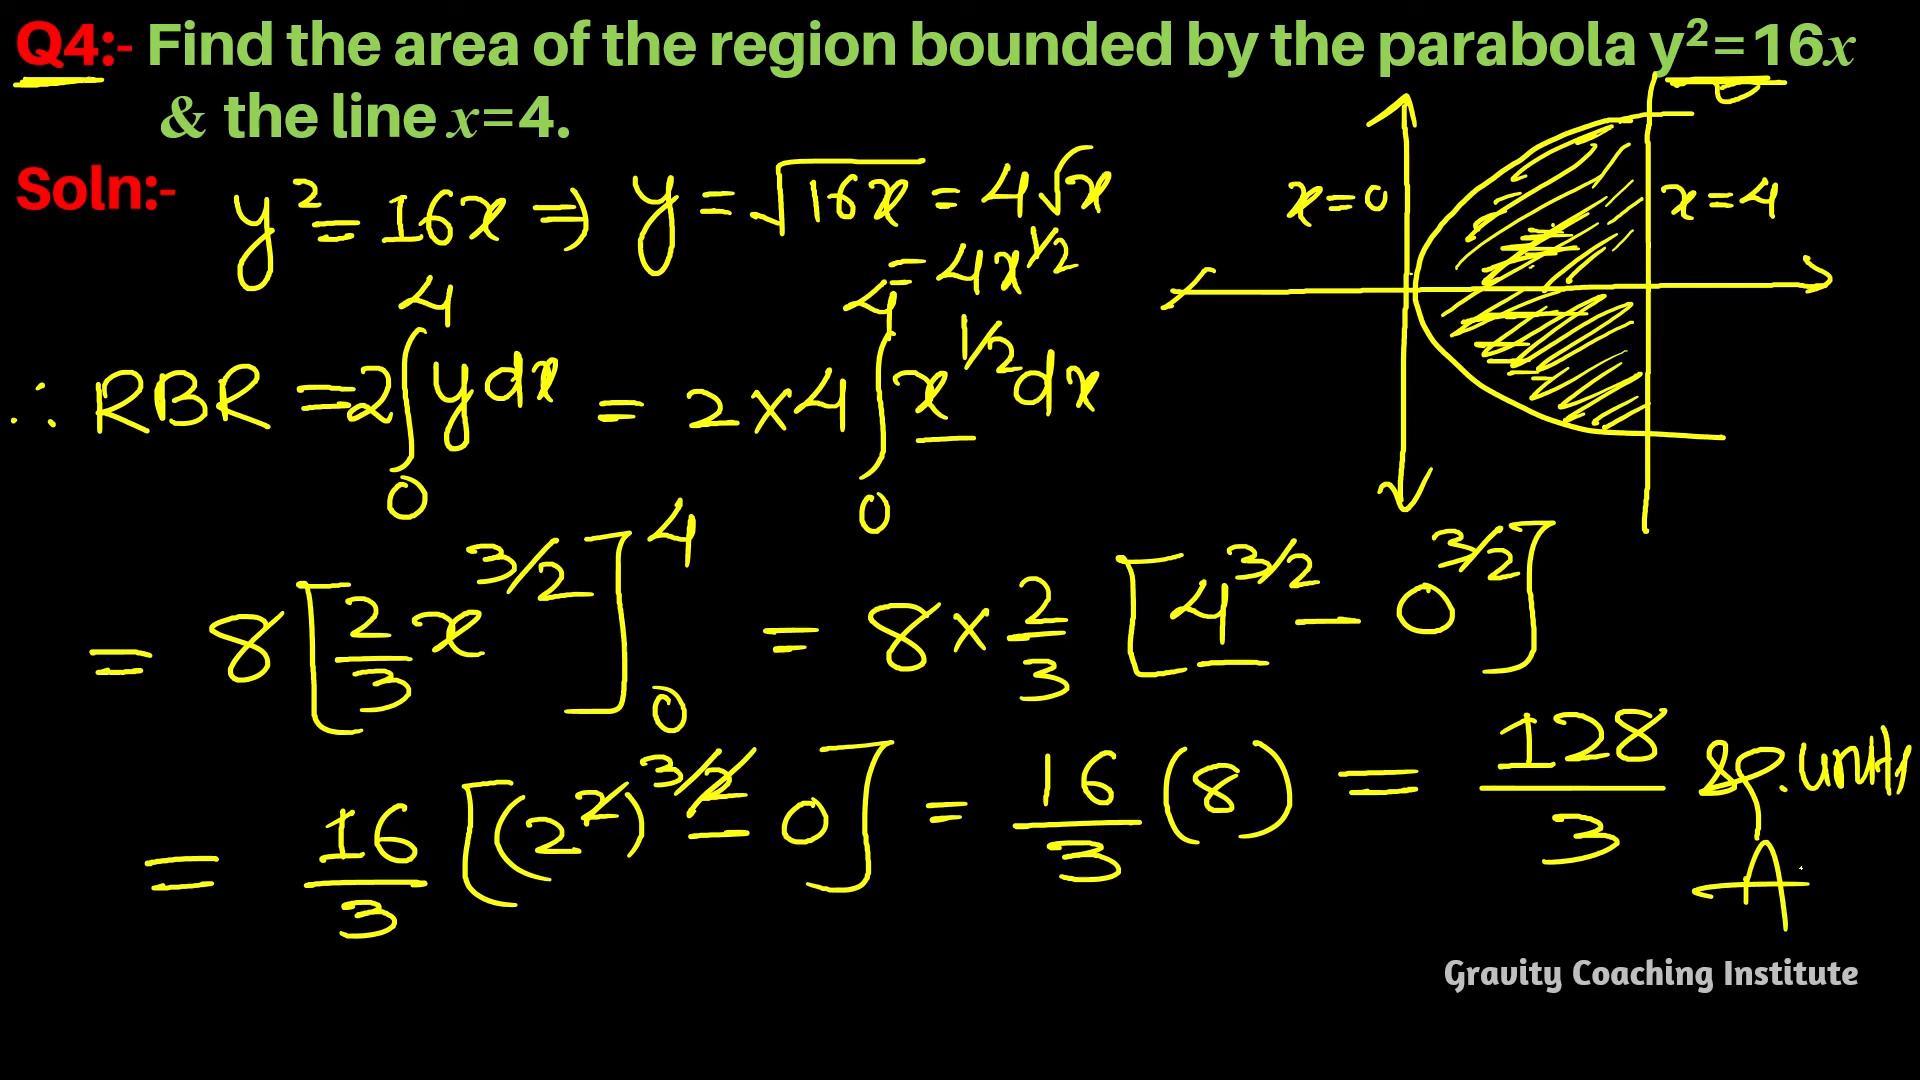 Q4:- Find the area of the region bounded by the parabola y²=16x
& the line x=4.
Soln:- y² = 16x ⇒ y = √16x = 4√x
= 4x^1/2
x=0
x=4
∴ RBR = 2∫₀⁴ y dx = 2×4 ∫₀⁴ x^1/2 dx
= 8[2/3 x^3/2]₀⁴ = 8×2/3 [4^3/2 - 0^3/2]
= 16/3 [(2²)^3/2 - 0] = 16/3 (8) = 128/3 sq.units
A
Gravity Coaching Institute